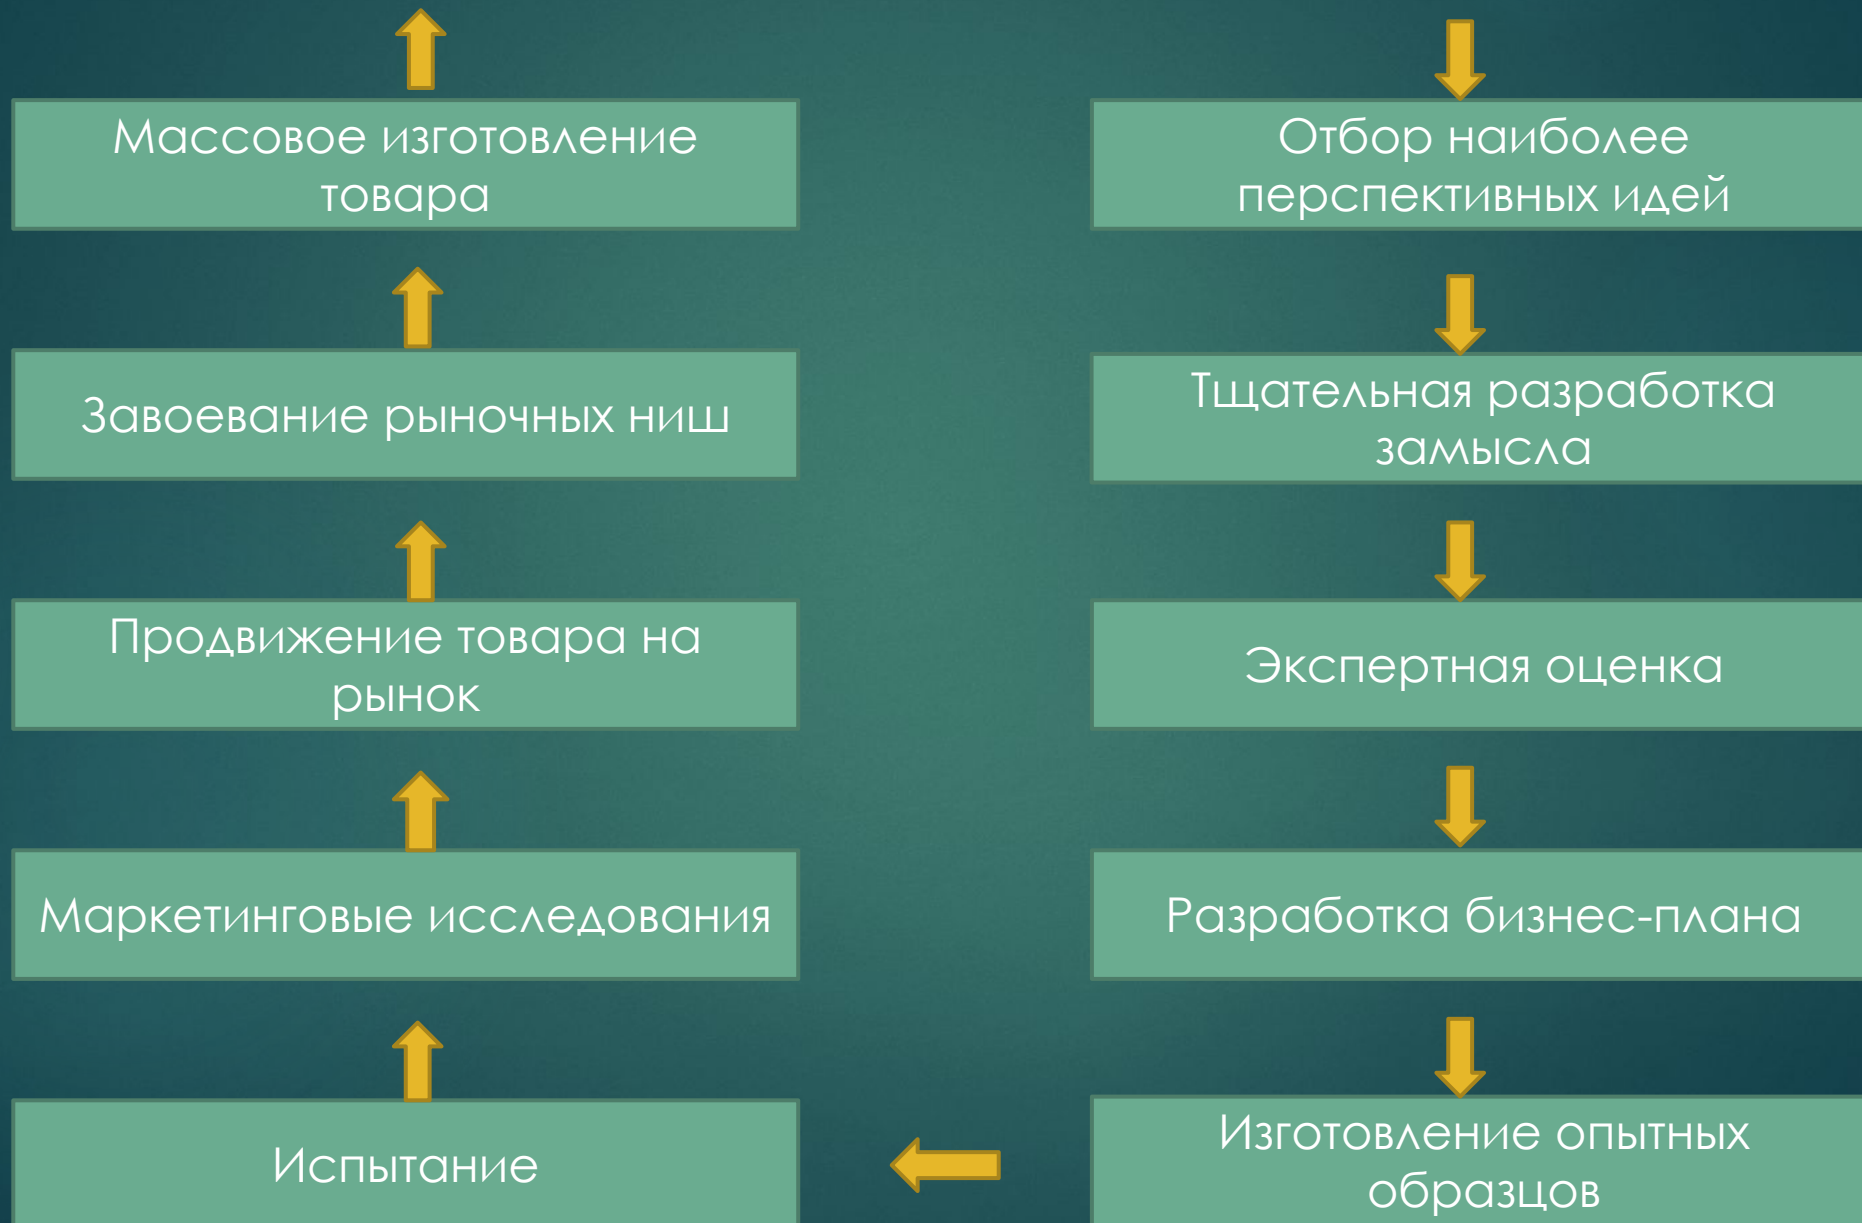 Массовое изготовление
товара
Завоевание рыночных ниш
Продвижение товара на
рынок
Маркетинговые исследования
Испытание
Отбор наиболее
перспективных идей
Тщательная разработка
замысла
Экспертная оценка
Разработка бизнес-плана
Изготовление опытных
образцов